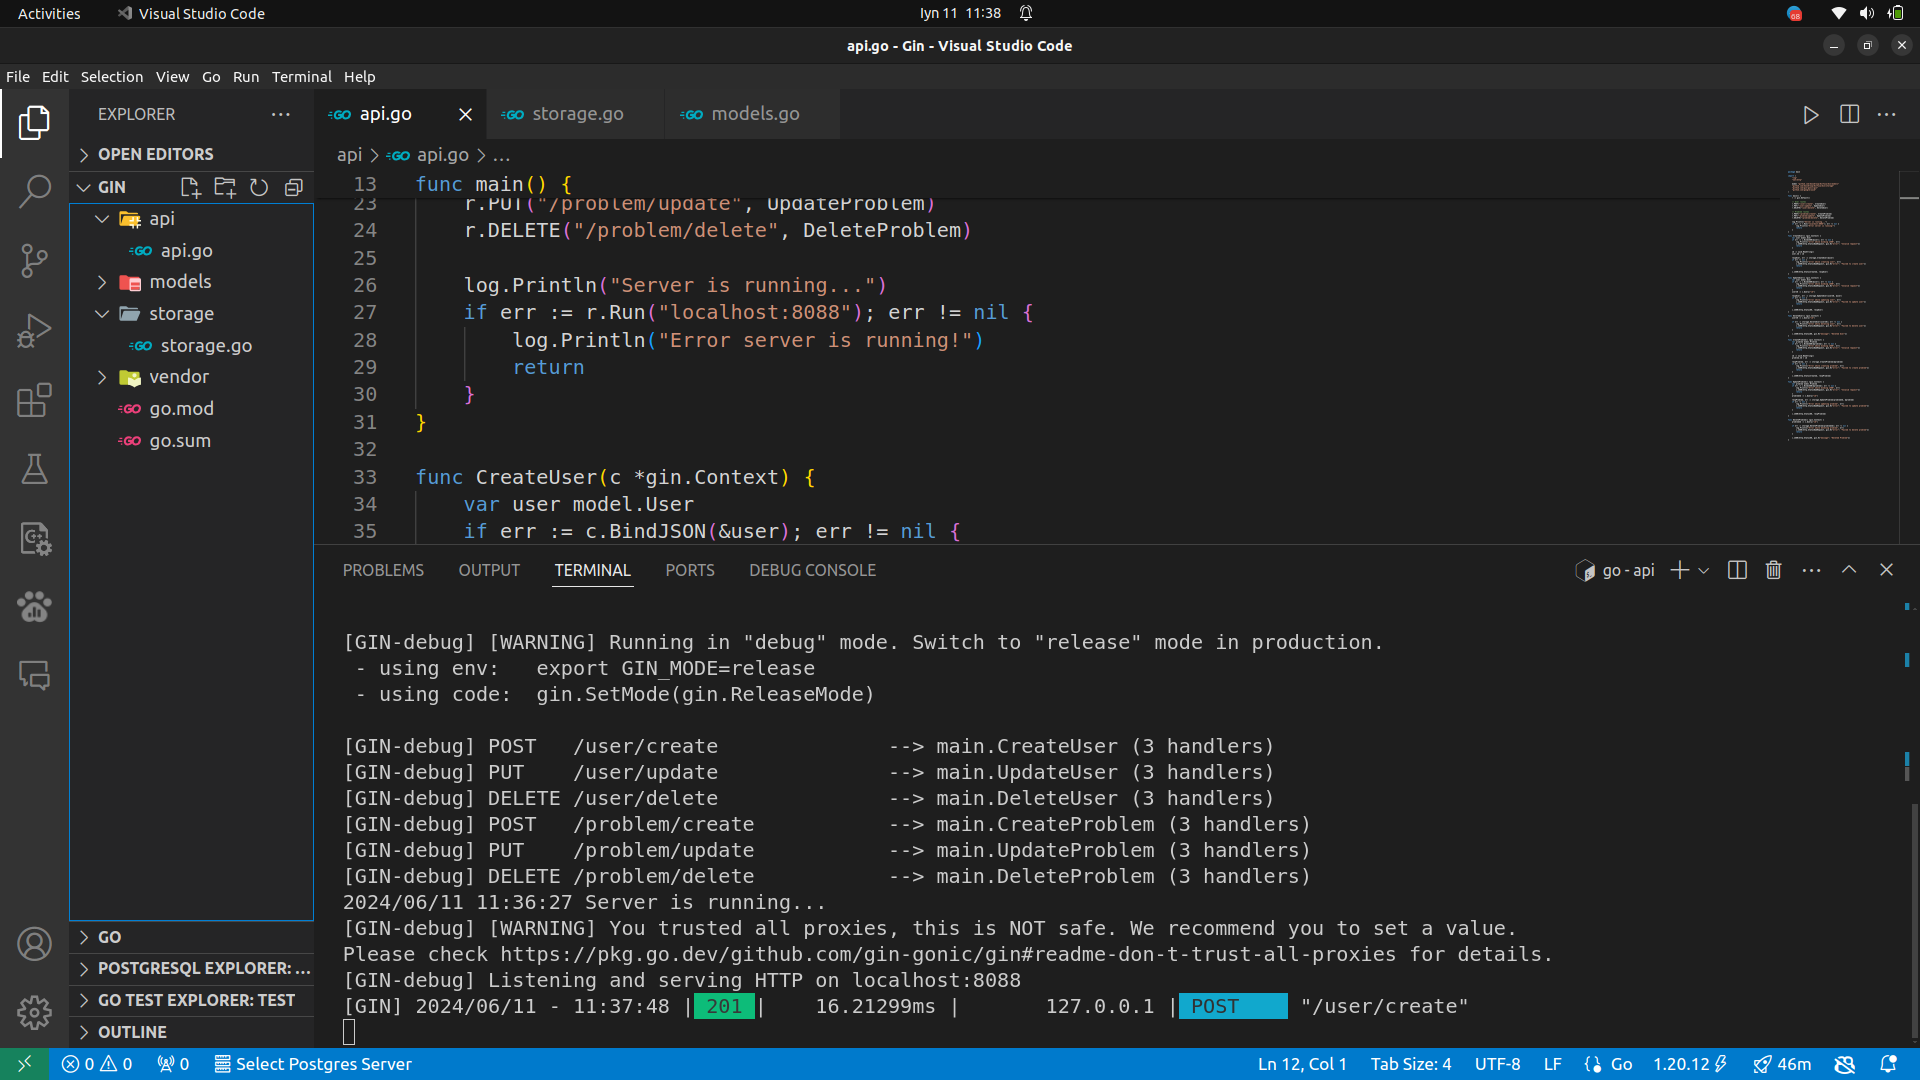 Activities
Visual Studio Code
Iyn 11 11:38
68
api.go - Gin - Visual Studio Code
File Edit Selection View Go Run Terminal Help
EXPLORER
OPEN EDITORS
GIN
api
api.go
models
storage
storage.go
vendor
go.mod
go.sum
GO
POSTGRESQL EXPLORER: ...
GO TEST EXPLORER: TEST
OUTLINE
api.go
storage.go
models.go
api > api.go > ...
13 func main() {
23 r.PUT("/problem/update", UpdateProblem)
24 r.DELETE("/problem/delete", DeleteProblem)
25
26 log.Println("Server is running...")
27 if err := r.Run("localhost:8088"); err != nil {
28 log.Println("Error server is running!")
29 return
30 }
31 }
32
33 func CreateUser(c *gin.Context) {
34 var user model.User
35 if err := c.BindJSON(&user); err != nil {
PROBLEMS OUTPUT TERMINAL PORTS DEBUG CONSOLE
go - api
[GIN-debug] [WARNING] Running in "debug" mode. Switch to "release" mode in production.
- using env: export GIN_MODE=release
- using code: gin.SetMode(gin.ReleaseMode)
[GIN-debug] POST /user/create --> main.CreateUser (3 handlers)
[GIN-debug] PUT /user/update --> main.UpdateUser (3 handlers)
[GIN-debug] DELETE /user/delete --> main.DeleteUser (3 handlers)
[GIN-debug] POST /problem/create --> main.CreateProblem (3 handlers)
[GIN-debug] PUT /problem/update --> main.UpdateProblem (3 handlers)
[GIN-debug] DELETE /problem/delete --> main.DeleteProblem (3 handlers)
2024/06/11 11:36:27 Server is running...
[GIN-debug] [WARNING] You trusted all proxies, this is NOT safe. We recommend you to set a value.
Please check https://pkg.go.dev/github.com/gin-gonic/gin#readme-don-t-trust-all-proxies for details.
[GIN-debug] Listening and serving HTTP on localhost:8088
[GIN] 2024/06/11 - 11:37:48 | 201 | 16.21299ms | 127.0.0.1 | POST "/user/create"
0 0 0 Select Postgres Server
Ln 12, Col 1 Tab Size: 4 UTF-8 LF Go 1.20.12 46m